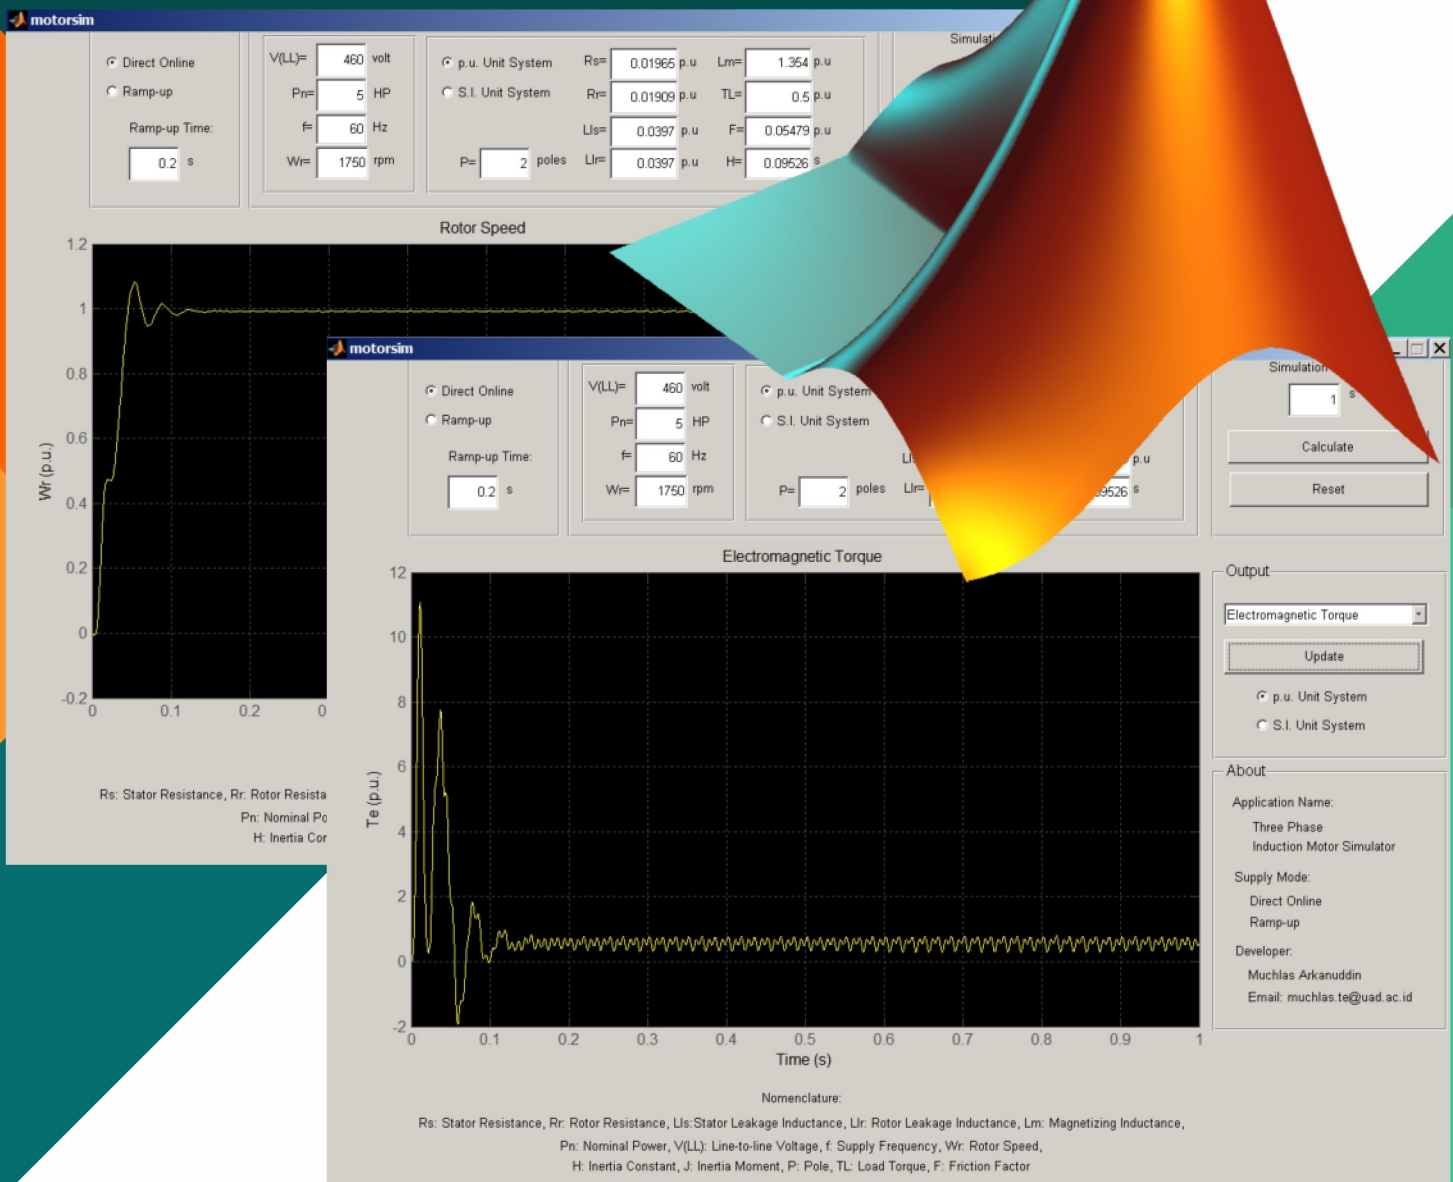 motorsim
Simulati
Direct Online
Ramp-up
Ramp-up Time:
0.2 s
V(LL)= 460 volt
Pn= 5 HP
f= 60 Hz
Wr= 1750 rpm
p.u. Unit System
S.I. Unit System
P= 2 poles
Rs= 0.01965 p.u Lm= 1.354 p.u
Rr= 0.01909 p.u TL= 0.5 p.u
Lls= 0.0397 p.u F= 0.05479 p.u
Llr= 0.0397 p.u H= 0.09526 s
Rotor Speed
1.2
1
0.8
0.6
0.4
0.2
0
-0.2
Wr (p.u.)
0 0.1 0.2 0
Rs: Stator Resistance, Rr: Rotor Resista
Pn: Nominal Po
H: Inertia Con
motorsim
Direct Online
Ramp-up
Ramp-up Time:
0.2 s
V(LL)= 460 volt
Pn= 5 HP
f= 60 Hz
Wr= 1750 rpm
p.u. Unit System
S.I. Unit System
P= 2 poles
Ll
p.u
Llr= 9526 s
Simulation
1 s
Calculate
Reset
Electromagnetic Torque
12
10
8
6
4
2
0
-2
Te (p.u.)
0 0.1 0.2 0.3 0.4 0.5 0.6 0.7 0.8 0.9 1
Time (s)
Output
Electromagnetic Torque
Update
p.u. Unit System
S.I. Unit System
About
Application Name:
Three Phase
Induction Motor Simulator
Supply Mode:
Direct Online
Ramp-up
Developer:
Muchlas Arkanuddin
Email: muchlas.te@uad.ac.id
Nomenclature:
Rs: Stator Resistance, Rr: Rotor Resistance, Lls:Stator Leakage Inductance, Llr: Rotor Leakage Inductance, Lm: Magnetizing Inductance,
Pn: Nominal Power, V(LL): Line-to-line Voltage, f: Supply Frequency, Wr: Rotor Speed,
H: Inertia Constant, J: Inertia Moment, P: Pole, TL: Load Torque, F: Friction Factor